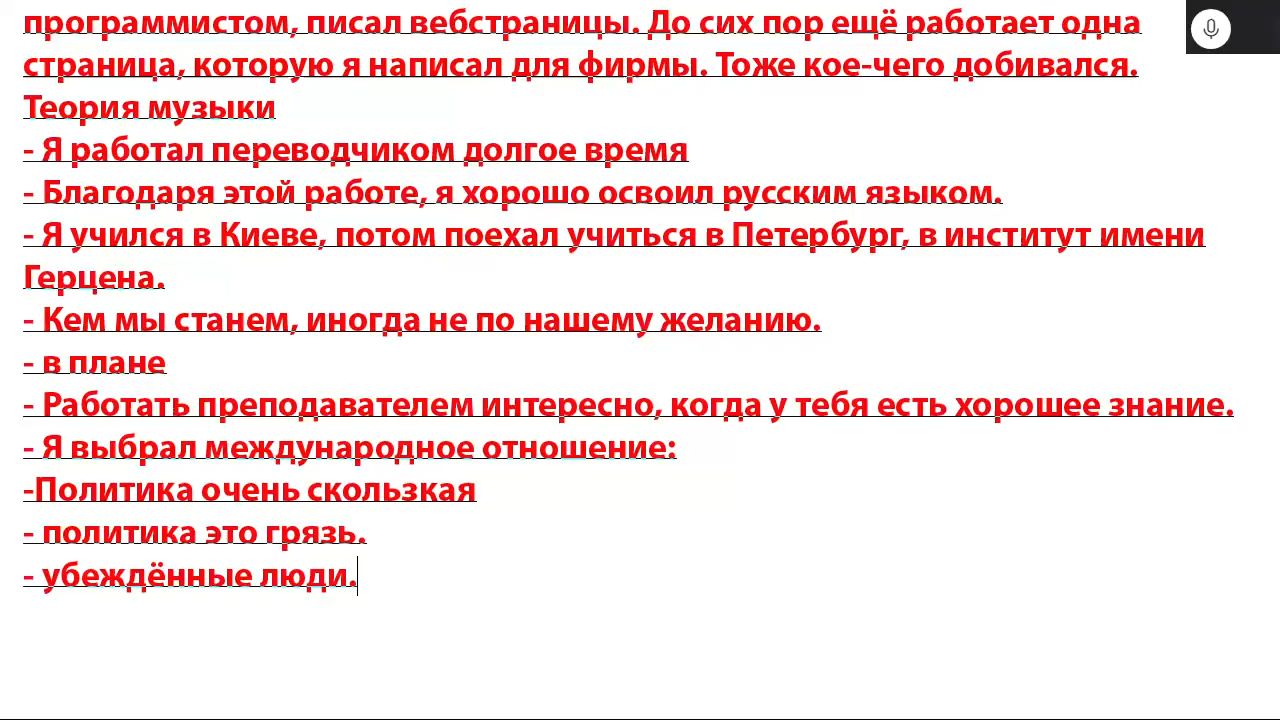 программистом, писал вебстраницы. До сих пор ещё работает одна
страница, которую я написал для фирмы. Тоже кое-чего добивался.
Теория музыки
- Я работал переводчиком долгое время
- Благодаря этой работе, я хорошо освоил русским языком.
- Я учился в Киеве, потом поехал учиться в Петербург, в институт имени
Герцена.
- Кем мы станем, иногда не по нашему желанию.
- в плане
- Работать преподавателем интересно, когда у тебя есть хорошее знание.
- Я выбрал международное отношение:
-Политика очень скользкая
- политика это грязь.
- убеждённые люди.